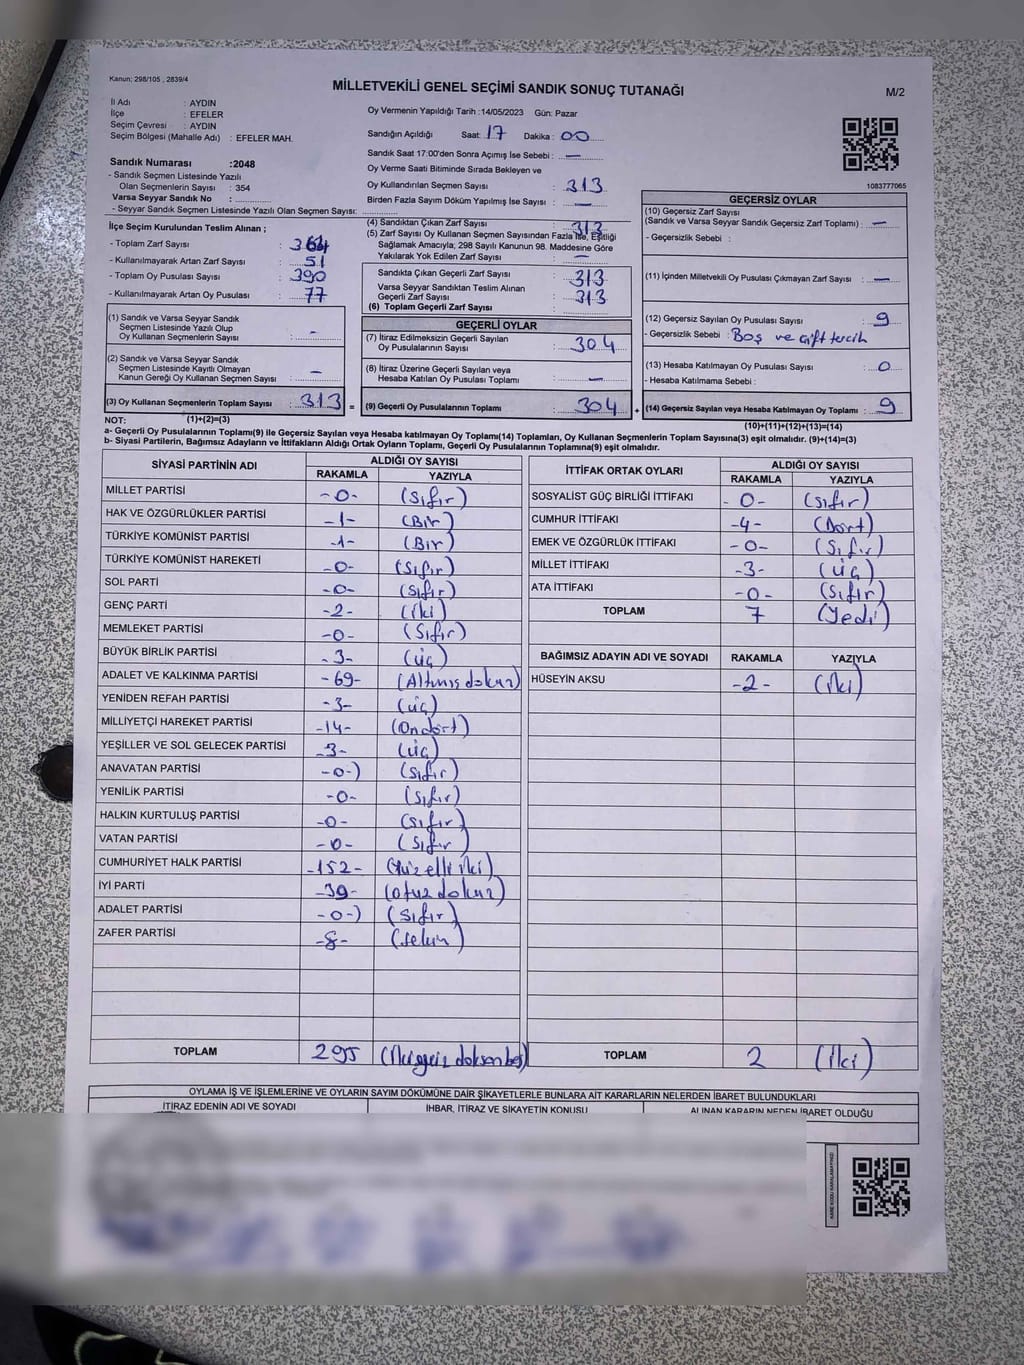 Kanun: 298/105 , 2839/4
MİLLETVEKİLİ GENEL SEÇİMİ SANDIK SONUÇ TUTANAĞI
M/2
İl Adı : AYDIN
İlçe : EFELER
Seçim Çevresi : AYDIN
Seçim Bölgesi (Mahalle Adı) : EFELER MAH.
Sandık Numarası :2048
- Sandık Seçmen Listesinde Yazılı
Olan Seçmenlerin Sayısı : 354
Varsa Seyyar Sandık No :
- Seyyar Sandık Seçmen Listesinde Yazılı Olan Seçmen Sayısı:
Oy Vermenin Yapıldığı Tarih :14/05/2023 Gün: Pazar
Sandığın Açıldığı Saat: 17 Dakika : 00
Sandık Saat 17:00'den Sonra Açımış İse Sebebi : —
Oy Verme Saati Bitiminde Sırada Bekleyen ve
Oy Kullandırılan Seçmen Sayısı : 313
Birden Fazla Sayım Döküm Yapılmış İse Sayısı : —
1083777065
İlçe Seçim Kurulundan Teslim Alınan ;
- Toplam Zarf Sayısı : 364
- Kullanılmayarak Artan Zarf Sayısı : 51
- Toplam Oy Pusulası Sayısı : 390
- Kullanılmayarak Artan Oy Pusulası : 77
(1) Sandık ve Varsa Seyyar Sandık
Seçmen Listesinde Yazılı Olup
Oy Kullanan Seçmenlerin Sayısı : -
(2) Sandık ve Varsa Seyyar Sandık
Seçmen Listesinde Kayıtlı Olmayan
Kanun Gereği Oy Kullanan Seçmen Sayısı : —
(3) Oy Kullanan Seçmenlerin Toplam Sayısı : 313
(4) Sandıktan Çıkan Zarf Sayısı : 313
(5) Zarf Sayısı Oy Kullanan Seçmen Sayısından Fazla İse, Eşitliği
Sağlamak Amacıyla; 298 Sayılı Kanunun 98. Maddesine Göre
Yakılarak Yok Edilen Zarf Sayısı : —
Sandıkta Çıkan Geçerli Zarf Sayısı : 313
Varsa Seyyar Sandıktan Teslim Alınan
Geçerli Zarf Sayısı : 313
(6) Toplam Geçerli Zarf Sayısı :
GEÇERLİ OYLAR
(7) İtiraz Edilmeksizin Geçerli Sayılan
Oy Pusulalarının Sayısı : 304
(8) İtiraz Üzerine Geçerli Sayılan veya
Hesaba Katılan Oy Pusulası Toplamı : —
= (9) Geçerli Oy Pusulalarının Toplamı : 304
GEÇERSİZ OYLAR
(10) Geçersiz Zarf Sayısı
(Sandık ve Varsa Seyyar Sandık Geçersiz Zarf Toplamı) : —
- Geçersizlik Sebebi :
(11) İçinden Milletvekili Oy Pusulası Çıkmayan Zarf Sayısı : —
(12) Geçersiz Sayılan Oy Pusulası Sayısı : 9
- Geçersizlik Sebebi : Boş ve çift tercih
(13) Hesaba Katılmayan Oy Pusulası Sayısı : 0
- Hesaba Katılmama Sebebi :
+ (14) Geçersiz Sayılan veya Hesaba Katılmayan Oy Toplamı : 9
NOT: (1)+(2)=(3)
(10)+(11)+(12)+(13)=(14)
a- Geçerli Oy Pusulaları Toplamı(9) ile Geçersiz Sayılan veya Hesaba katılmayan Oy Toplamı(14) Toplamları, Oy Kullanan Seçmenlerin Toplam Sayısına(3) eşit olmalıdır. (9)+(14)=(3)
b- Siyasi Partilerin, Bağımsız Adayların ve İttifakların Aldığı Ortak Oyların Toplamı, Geçerli Oy Pusulalarının Toplamına(9) eşit olmalıdır.
SİYASİ PARTİNİN ADI ALDIĞI OY SAYISI
RAKAMLA YAZIYLA
MİLLET PARTİSİ -0- (Sıfır)
HAK VE ÖZGÜRLÜKLER PARTİSİ -1- (Bir)
TÜRKİYE KOMÜNİST PARTİSİ -1- (Bir)
TÜRKİYE KOMÜNİST HAREKETİ -0- (Sıfır)
SOL PARTİ -0- (Sıfır)
GENÇ PARTİ -2- (İki)
MEMLEKET PARTİSİ -0- (Sıfır)
BÜYÜK BİRLİK PARTİSİ -3- (üç)
ADALET VE KALKINMA PARTİSİ -69- (Altmış dokuz)
YENİDEN REFAH PARTİSİ -3- (üç)
MİLLİYETÇİ HAREKET PARTİSİ -14- (Ondört)
YEŞİLLER VE SOL GELECEK PARTİSİ -3- (üç)
ANAVATAN PARTİSİ -0-) (Sıfır)
YENİLİK PARTİSİ -0- (Sıfır)
HALKIN KURTULUŞ PARTİSİ -0- (Sıfır)
VATAN PARTİSİ -0- (Sıfır)
CUMHURİYET HALK PARTİSİ -152- (Yüz elli iki)
İYİ PARTİ -39- (otuz dokuz)
ADALET PARTİSİ -0-) (Sıfır)
ZAFER PARTİSİ -8- (sekiz)
TOPLAM 295 (İkiyüz doksan beş)
İTTİFAK ORTAK OYLARI ALDIĞI OY SAYISI
RAKAMLA YAZIYLA
SOSYALİST GÜÇ BİRLİĞİ İTTİFAKI -0- (Sıfır)
CUMHUR İTTİFAKI -4- (Dört)
EMEK VE ÖZGÜRLÜK İTTİFAKI -0- (Sıfır)
MİLLET İTTİFAKI -3- (üç)
ATA İTTİFAKI -0- (Sıfır)
TOPLAM 7 (Yedi)
BAĞIMSIZ ADAYIN ADI VE SOYADI RAKAMLA YAZIYLA
HÜSEYİN AKSU -2- (İki)
TOPLAM 2 (İki)
OYLAMA İŞ VE İŞLEMLERİNE VE OYLARIN SAYIM DÖKÜMÜNE DAİR ŞİKAYETLERLE BUNLARA AİT KARARLARIN NELERDEN İBARET BULUNDUKLARI
İTİRAZ EDENİN ADI VE SOYADI İHBAR, İTİRAZ VE ŞİKAYETİN KONUSU ALINAN KARARIN NEDEN İBARET OLDUĞU
KARE KODU KARALAMAYINIZ!